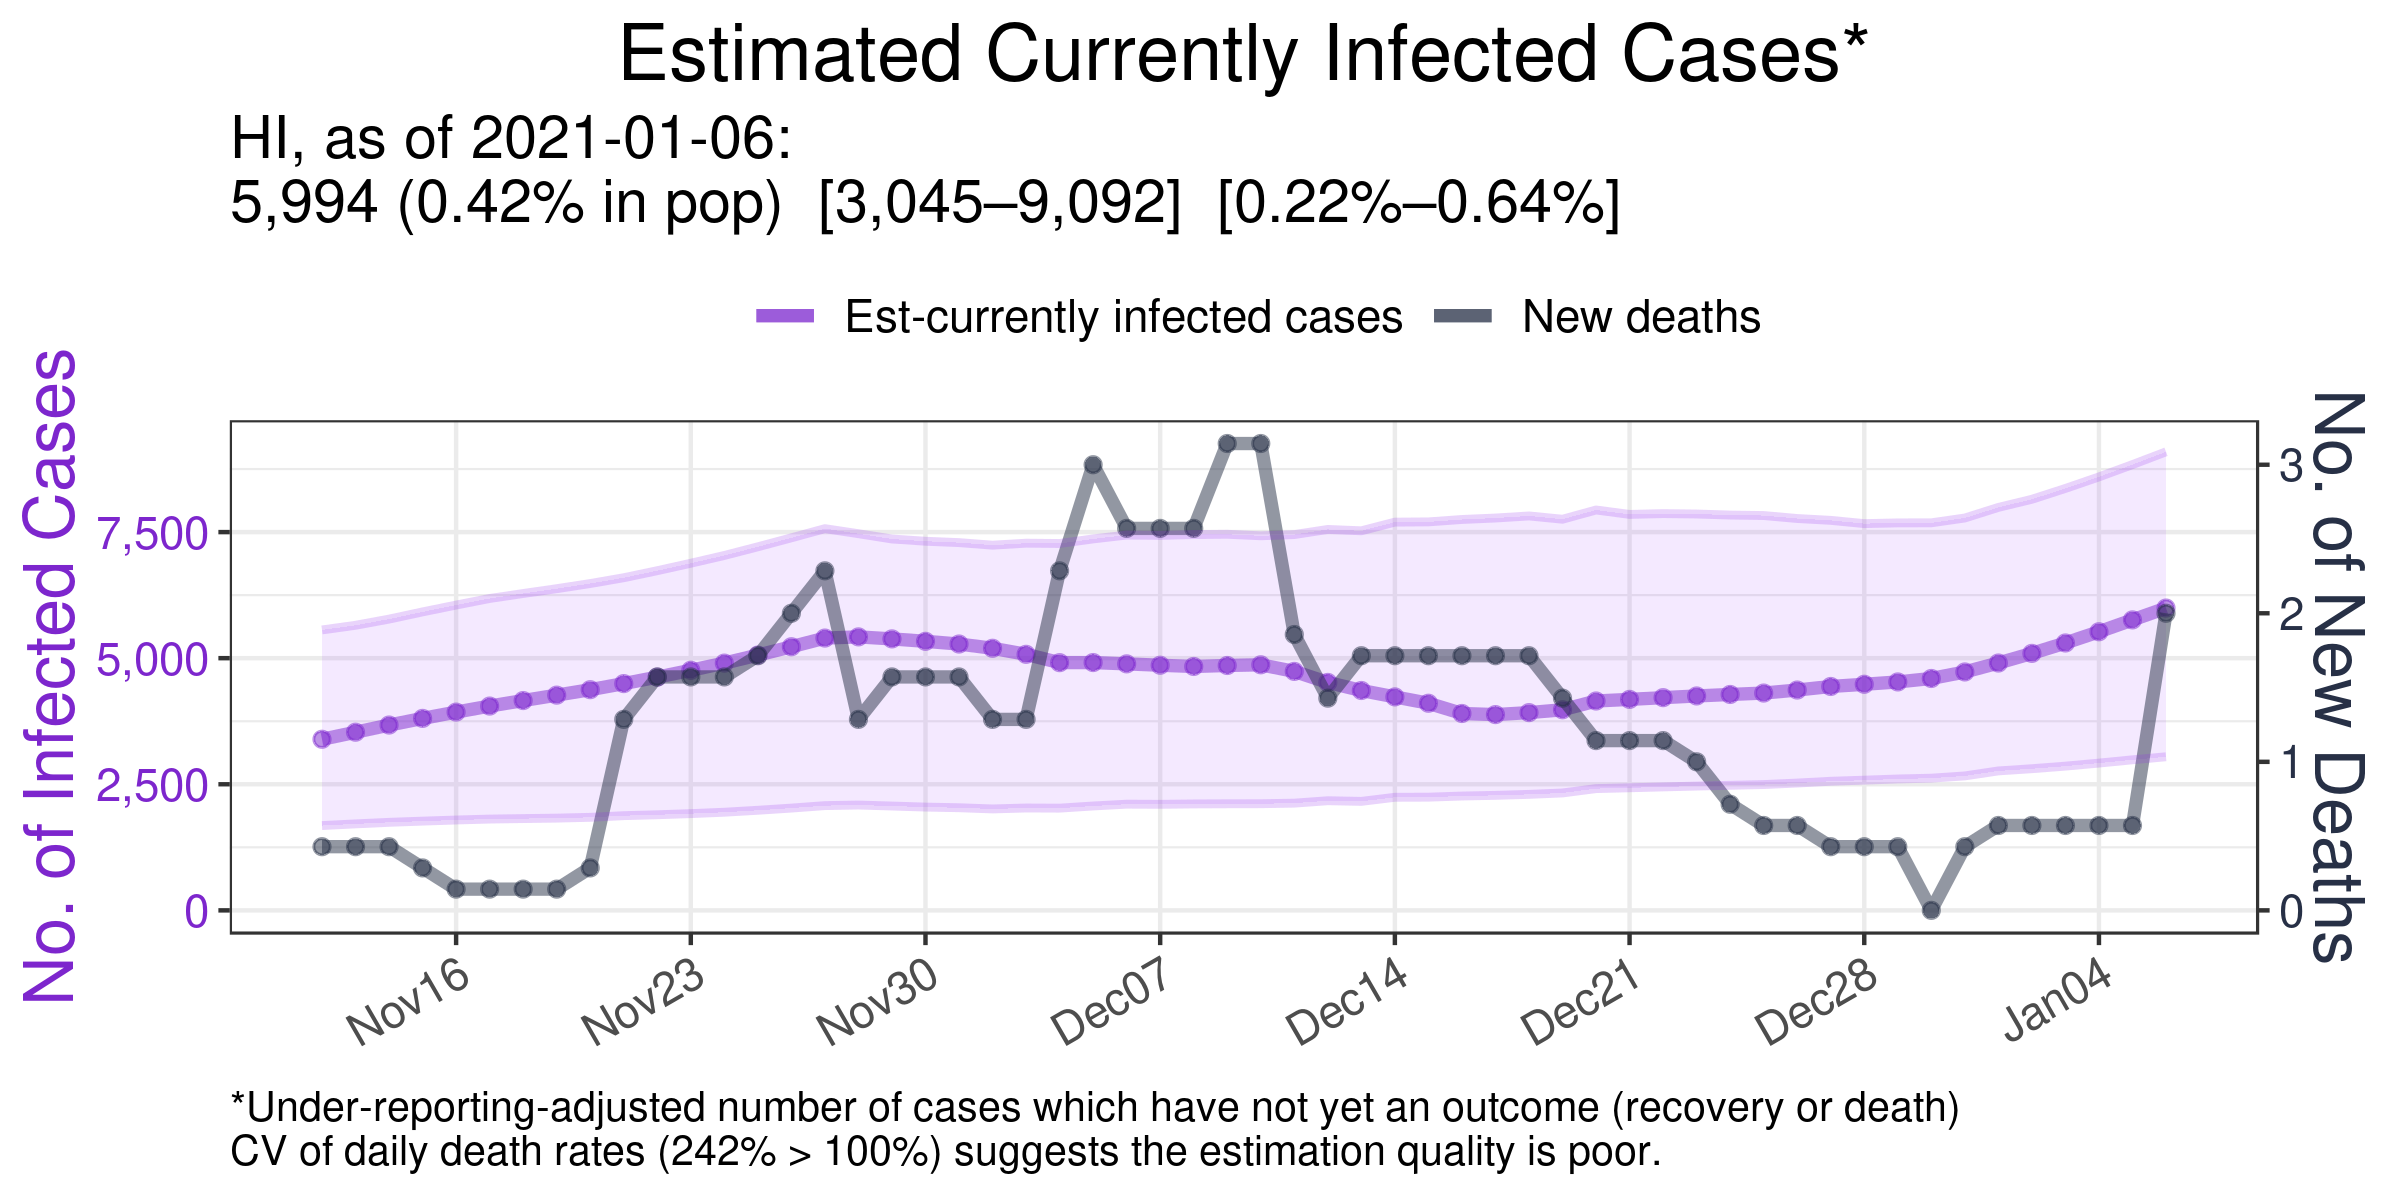 Estimated Currently Infected Cases*
HI, as of 2021-01-06:
5,994 (0.42% in pop)  [3,045–9,092]  [0.22%–0.64%]
Est-currently infected cases
New deaths
No. of Infected Cases
7,500
5,000
2,500
0
3
2
1
0
No. of New Deaths
Nov16
Nov23
Nov30
Dec07
Dec14
Dec21
Dec28
Jan04
*Under-reporting-adjusted number of cases which have not yet an outcome (recovery or death)
CV of daily death rates (242% > 100%) suggests the estimation quality is poor.